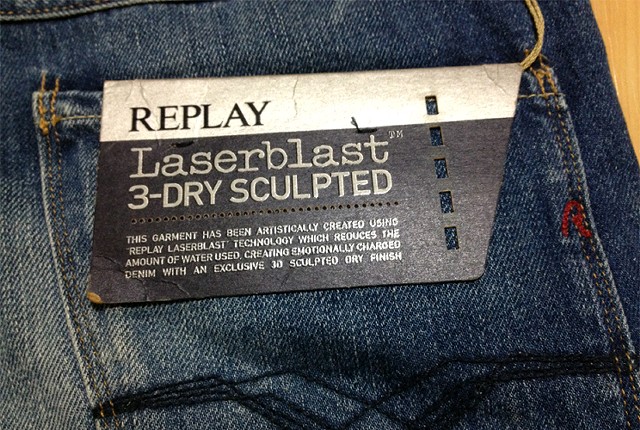 REPLAY
Laserblast™
3-DRY SCULPTED
THIS GARMENT HAS BEEN ARTISTICALLY CREATED USING
"REPLAY LASERBLAST" TECHNOLOGY WHICH REDUCES THE
AMOUNT OF WATER USED, CREATING EMOTIONALLY CHARGED
DENIM WITH AN EXCLUSIVE 3D SCULPTED DRY FINISH
R